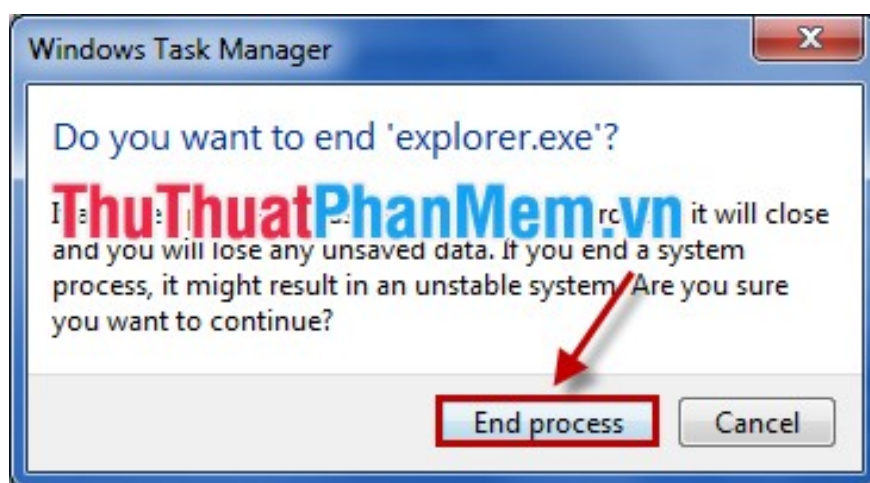 Windows Task Manager
Do you want to end 'explorer.exe'?
ThuThuatPhanMem.vn
it will close
and you will lose any unsaved data. If you end a system
process, it might result in an unstable system. Are you sure
you want to continue?
End process
Cancel